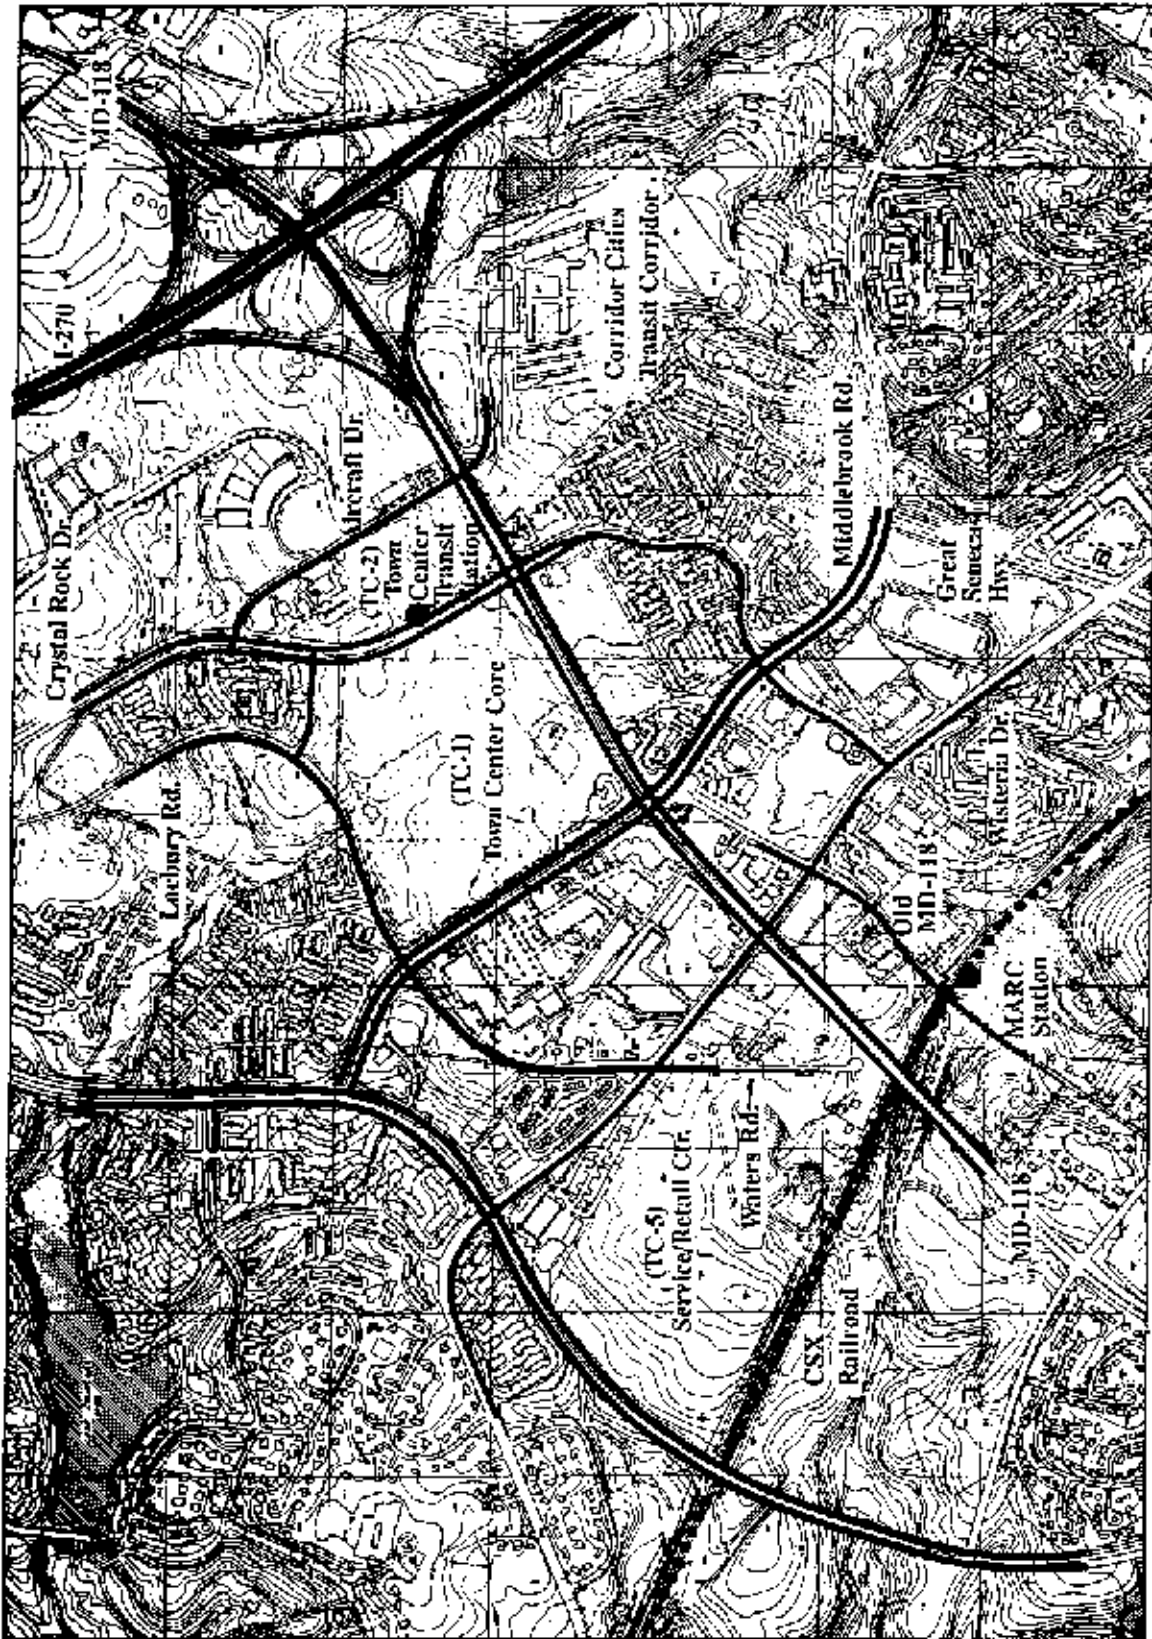 MD-118
I-270
Crystal Rock Dr.
Aircraft Dr.
(TC-2)
Town
Center
Transit
Station
Corridor Cities
Transit Corridor
Middlebrook Rd.
Great
Seneca
Hwy.
(TC-1)
Town Center Core
Wisteria Dr.
Old
MD-118
MARC
Station
(TC-5)
Service/Retail Ctr.
Waters Rd.
MD-118
CSX
Railroad